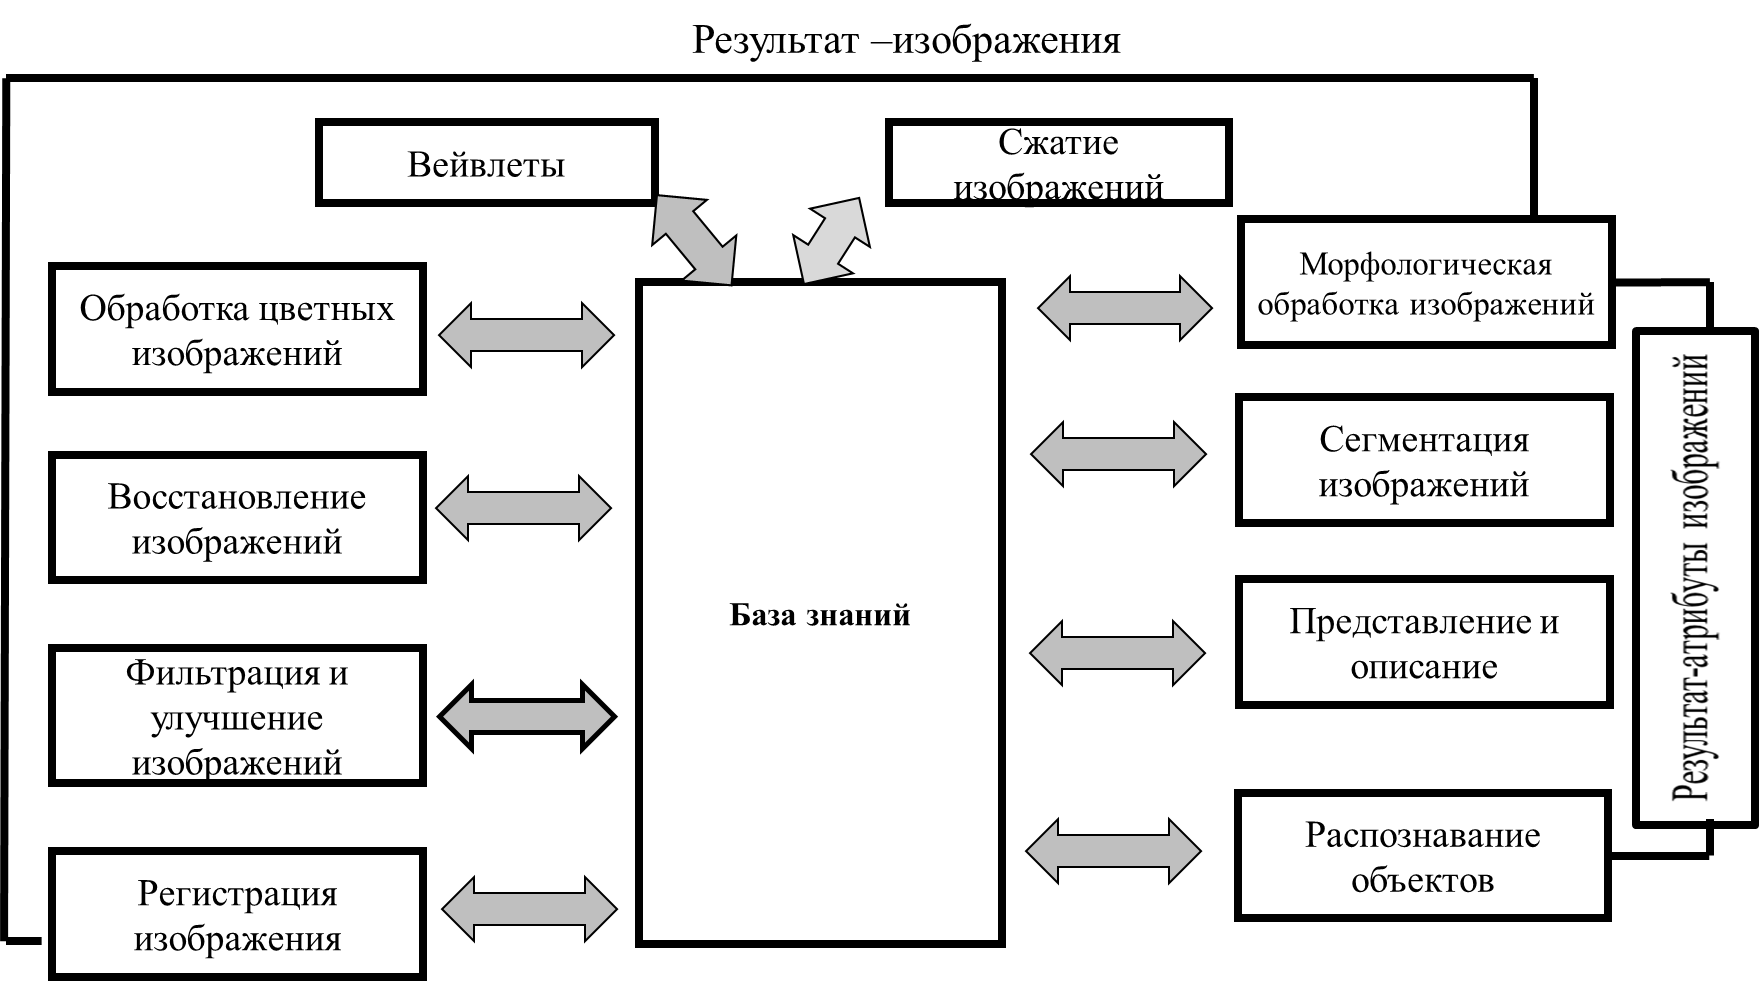 Результат –изображения
Вейвлеты
Сжатие
изображений
Обработка цветных
изображений
Восстановление
изображений
Фильтрация и
улучшение
изображений
Регистрация
изображения
База знаний
Морфологическая
обработка изображений
Сегментация
изображений
Представление и
описание
Распознавание
объектов
Результат-атрибуты изображений